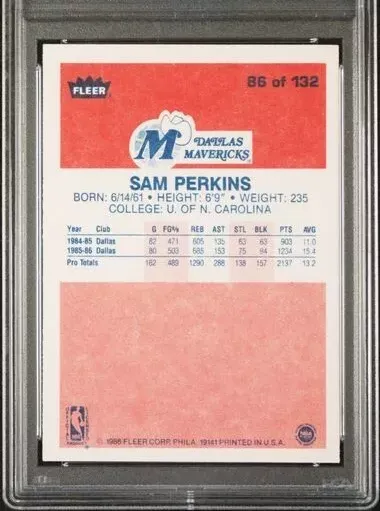 FLEER
86 of 132
M
DALLAS
MAVERICKS
SAM PERKINS
BORN: 6/14/61 • HEIGHT: 6'9" • WEIGHT: 235
COLLEGE: U. OF N. CAROLINA
Year Club G FG% REB AST STL BLK PTS AVG
1984-85 Dallas 82 471 605 135 63 63 903 11.0
1985-86 Dallas 80 503 685 153 75 94 1234 15.4
Pro Totals 162 489 1290 288 138 157 2137 13.2
NBA
© 1986 FLEER CORP. PHILA. 19141 PRINTED IN U.S.A.